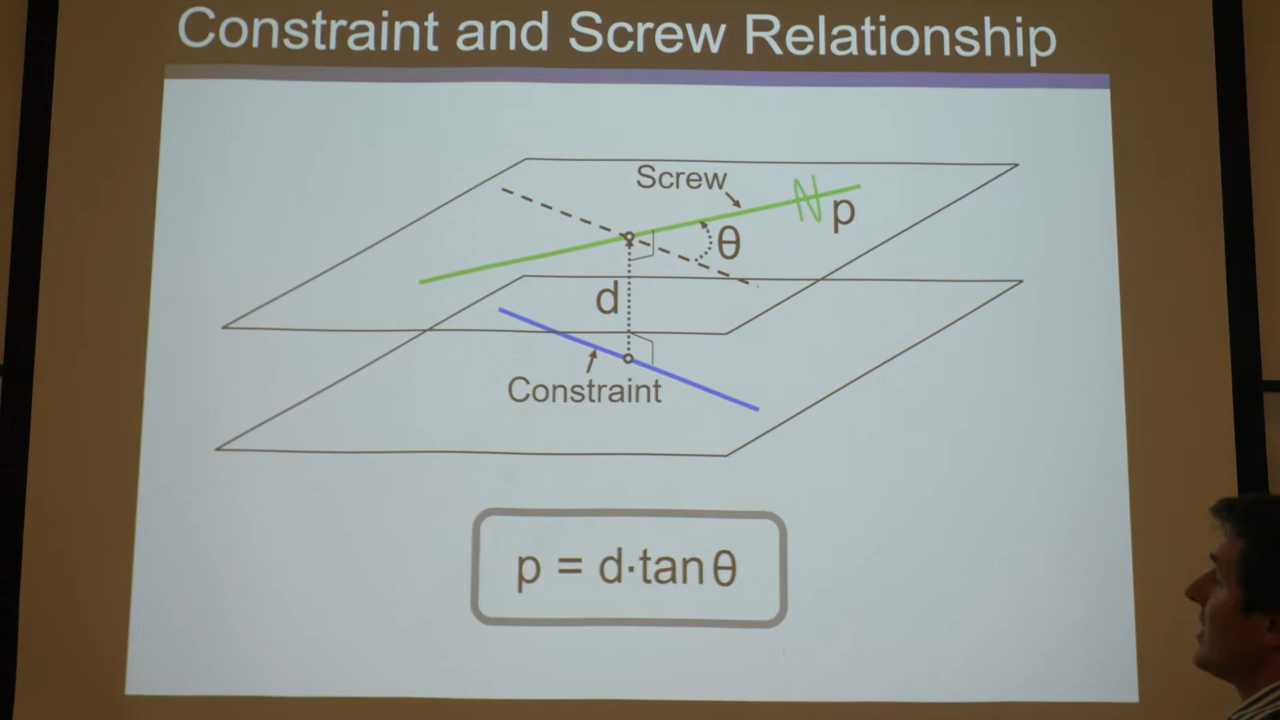 Constraint and Screw Relationship
Screw
p
θ
d
Constraint
p = d·tanθ